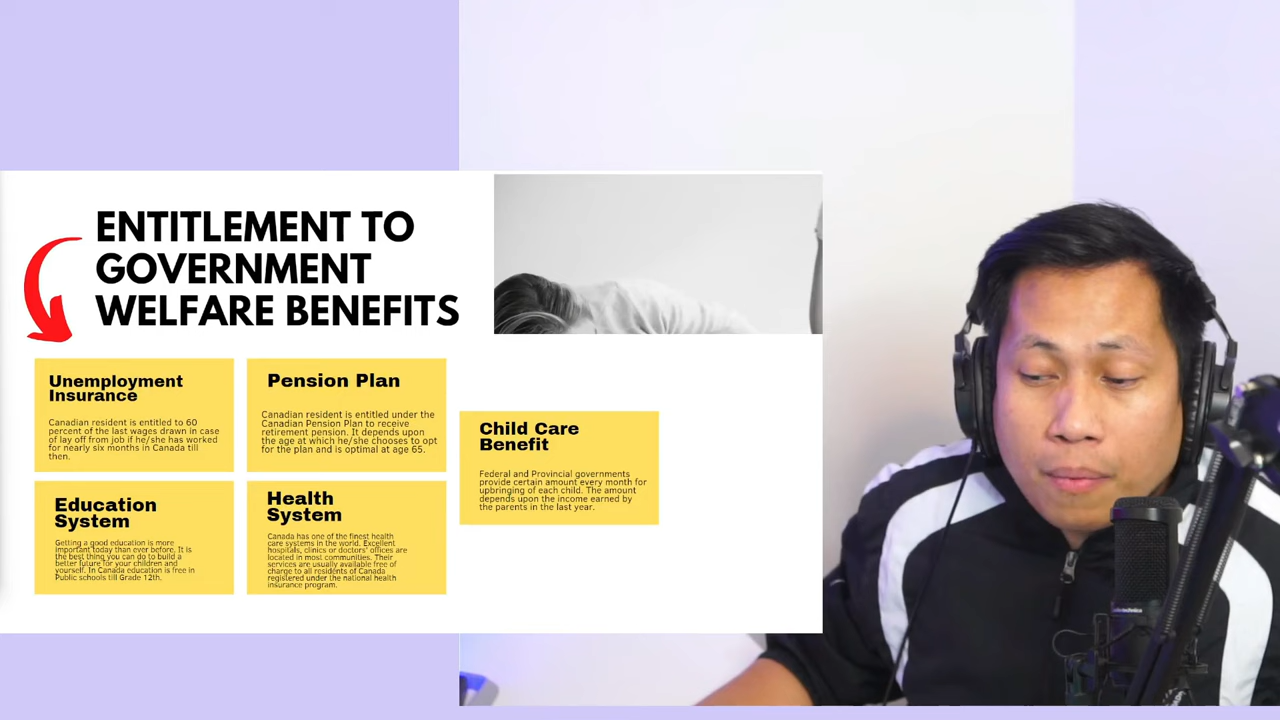 ENTITLEMENT TO
GOVERNMENT
WELFARE BENEFITS
Unemployment
Insurance
Canadian resident is entitled to 60
percent of the last wages drawn in case
of lay off from job if he/she has worked
for nearly six months in Canada till
then.
Pension Plan
Canadian resident is entitled under the
Canadian Pension Plan to receive
retirement pension. It depends upon
the age at which he/she chooses to opt
for the plan and is optimal at age 65.
Child Care
Benefit
Federal and Provincial governments
provide certain amount every month for
upbringing of each child. The amount
depends upon the income earned by
the parents in the last year.
Education
System
Getting a good education is more
important today than ever before. It is
the best thing you can do to build a
better future for your children and
yourself. In Canada education is free in
Public schools till Grade 12th.
Health
System
Canada has one of the finest health
care systems in the world. Excellent
hospitals, clinics or doctors' offices are
located in most communities. Their
services are usually available free of
charge to all residents of Canada
registered under the national health
insurance program.
audio-technica